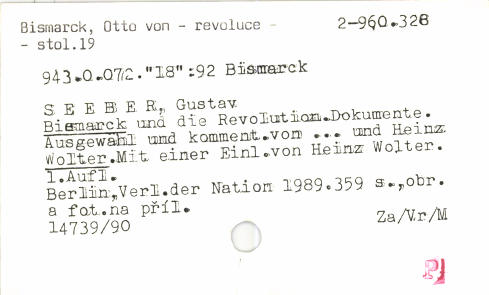 Bismarck, Otto von - revoluce - 2-960.328
- stol.19
943.0.072."18":92 Bismarck
S E E B E R, Gustav
Bismarck und die Revolution.Dokumente.
Ausgewähl und komment.von ... und Heinz
Wolter.Mit einer Einl.von Heinz Wolter.
1.Aufl.
Berlin,Verl.der Nation 1989.359 s.,obr.
a fot.na příl.
14739/90 Za/Vr/M
P